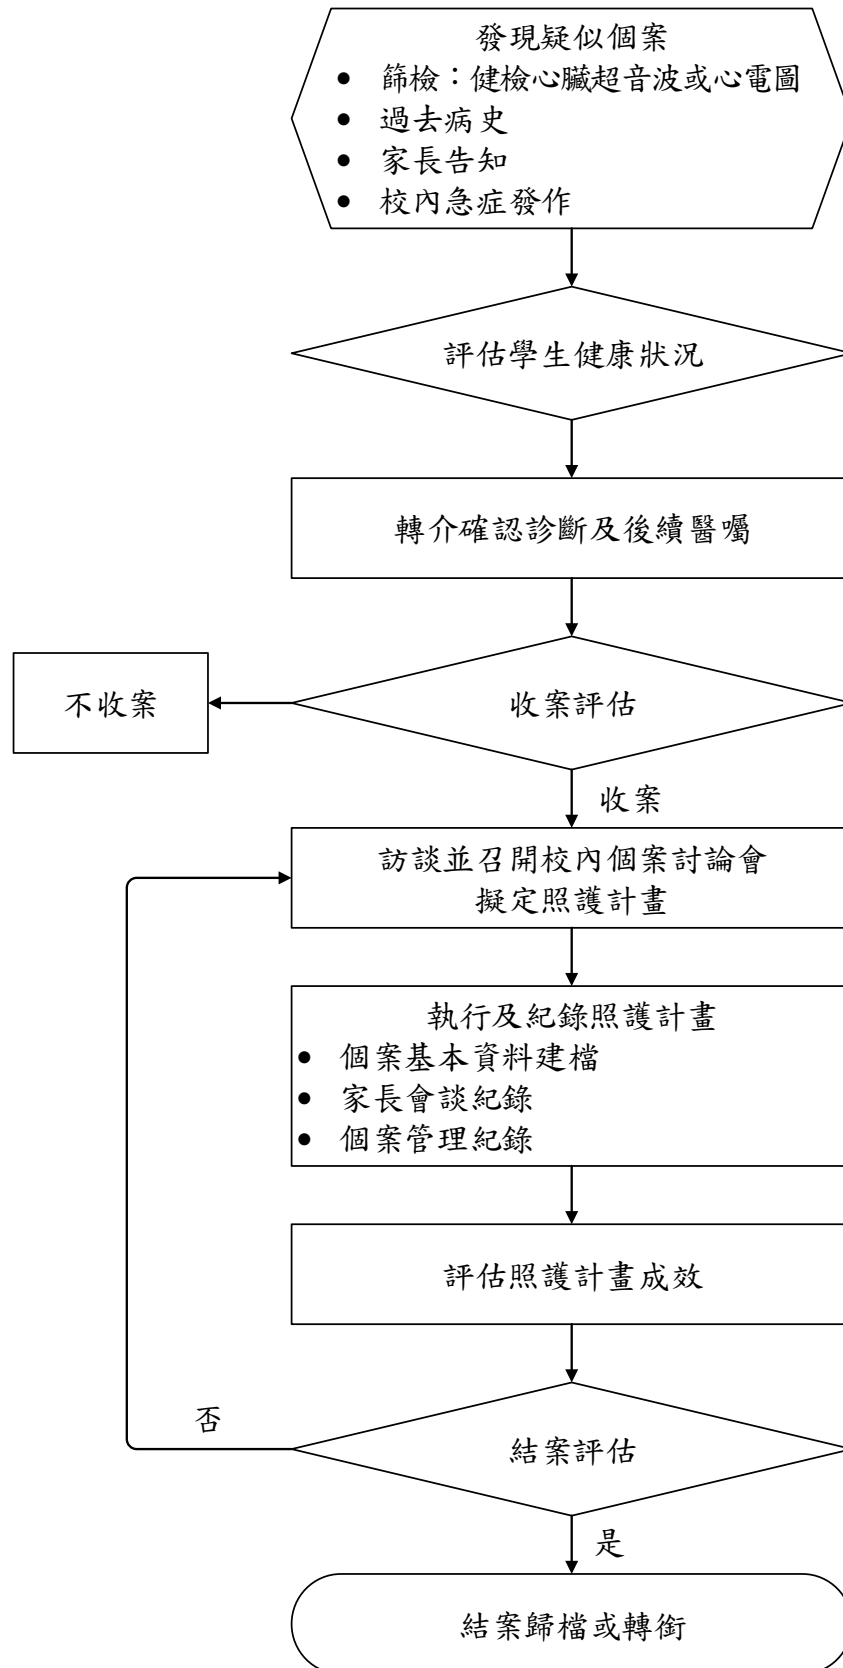 發現疑似個案
● 篩檢：健檢心臟超音波或心電圖
● 過去病史
● 家長告知
● 校內急症發作
評估學生健康狀況
轉介確認診斷及後續醫囑
不收案
收案評估
收案
訪談並召開校內個案討論會
擬定照護計畫
執行及紀錄照護計畫
● 個案基本資料建檔
● 家長會談紀錄
● 個案管理紀錄
評估照護計畫成效
否
結案評估
是
結案歸檔或轉銜